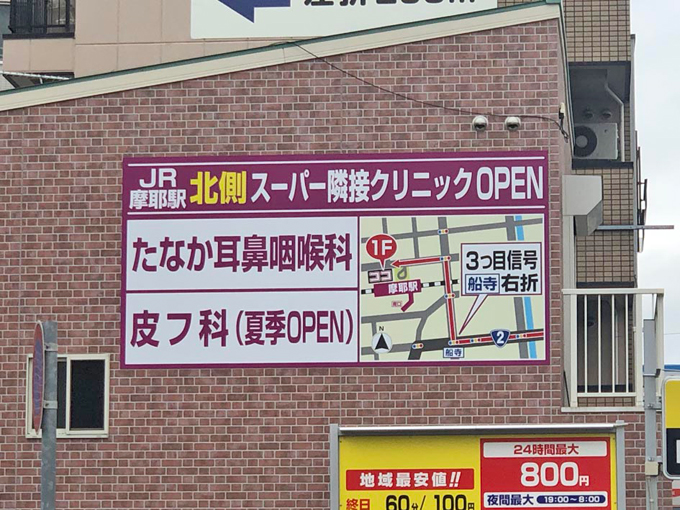 JR
摩耶駅
北側
スーパー隣接クリニックOPEN
たなか耳鼻咽喉科
皮フ科(夏季OPEN)
1F
ココ
摩耶駅
南口
3つ目信号
船寺右折
N
船寺
2
地域最安値!!
終日 60分/100円
24時間最大
800円
夜間最大 19:00~8:00